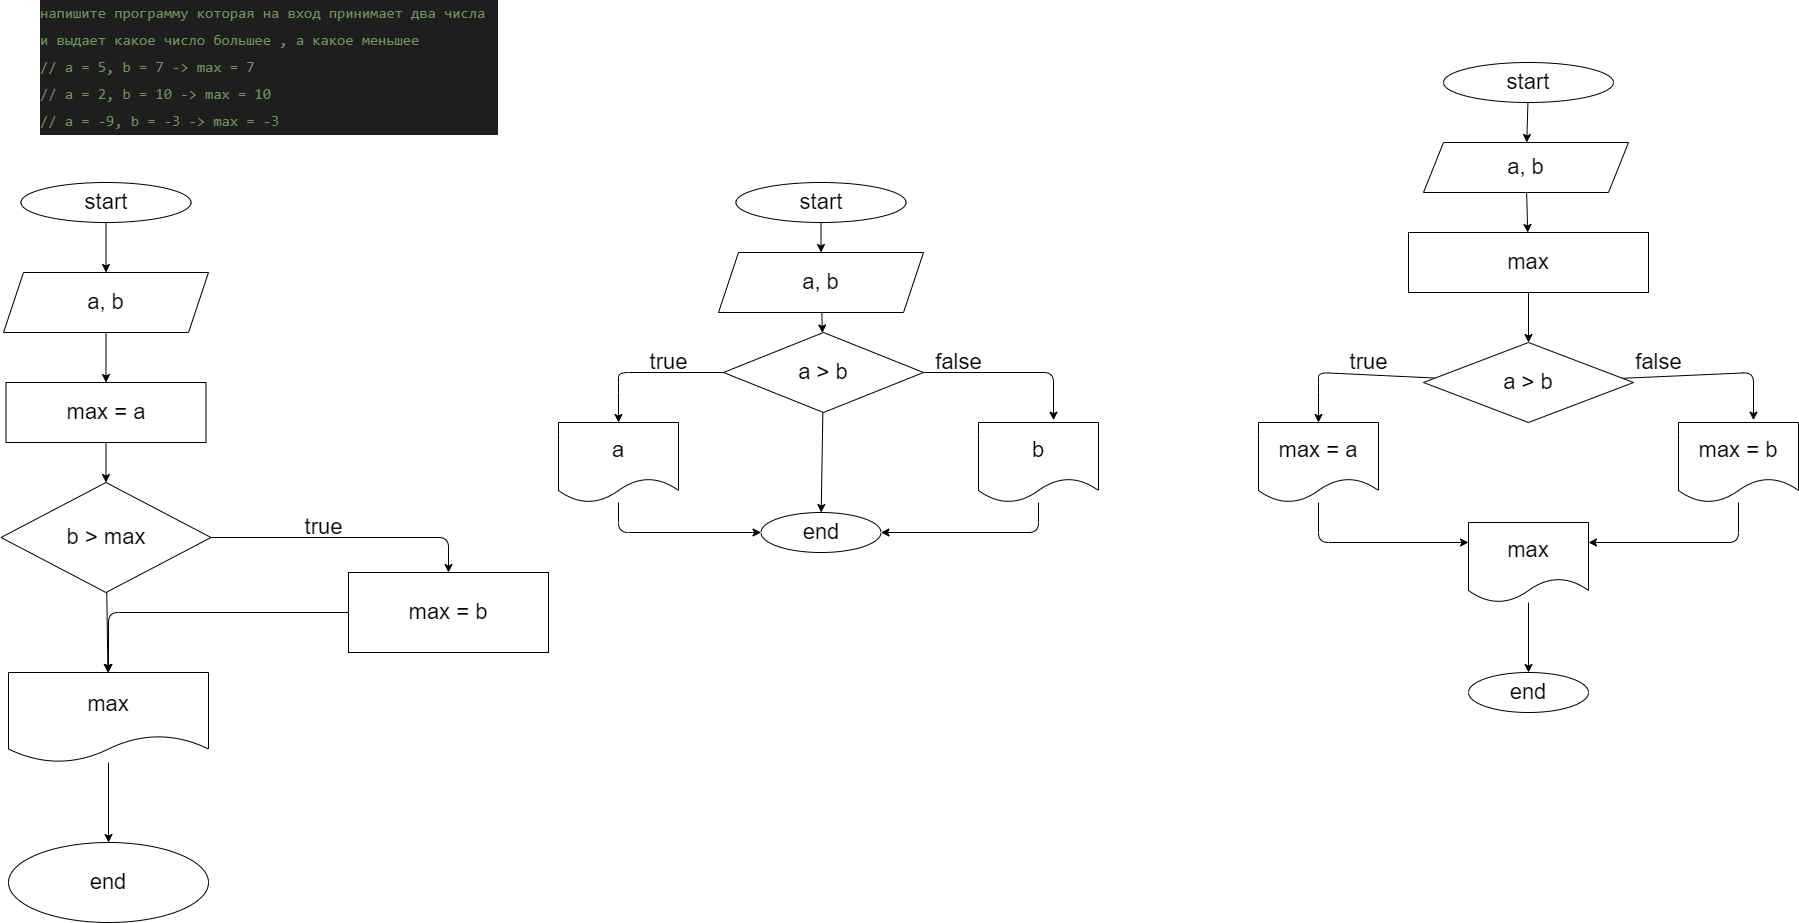 напишите программу которая на вход принимает два числа
и выдает какое число большее , а какое меньшее
// a = 5, b = 7 -> max = 7
// a = 2, b = 10 -> max = 10
// a = -9, b = -3 -> max = -3
start
a, b
max = a
b > max
true
max = b
max
end
start
a, b
a > b
true
false
a
b
end
start
a, b
max
a > b
true
false
max = a
max = b
max
end